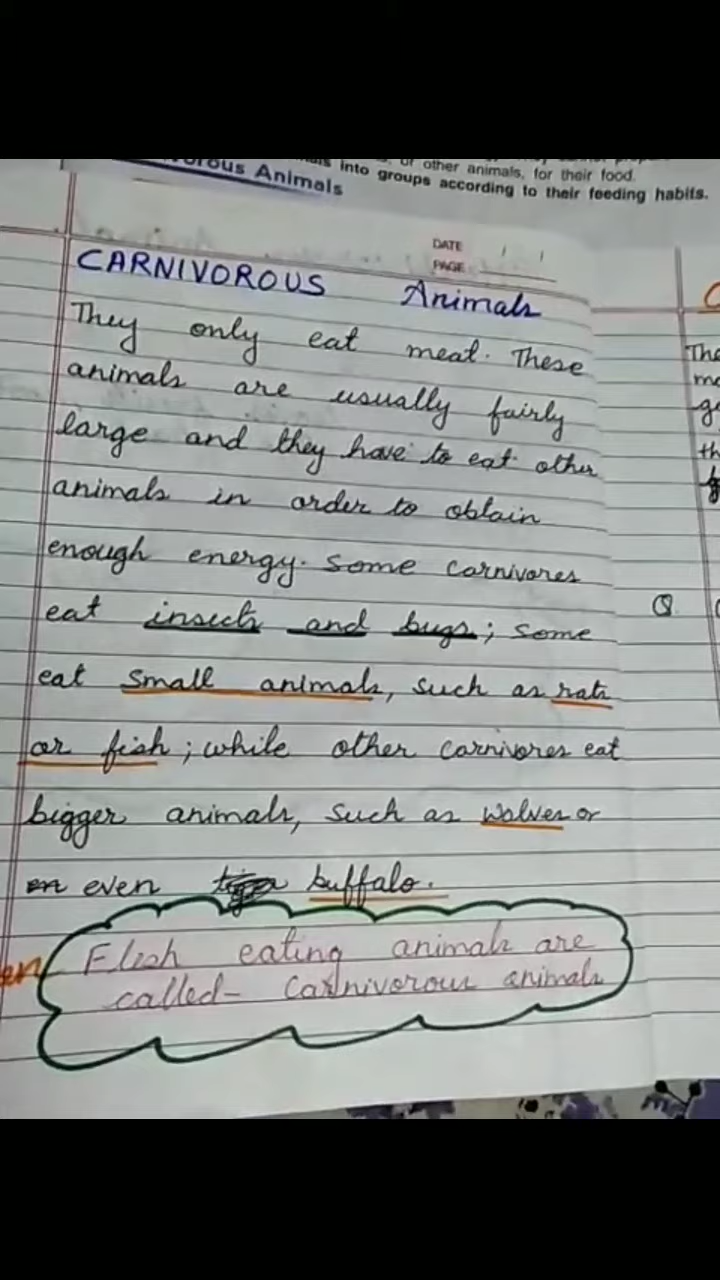 or other animals, for their food.
into groups according to their feeding habits.
Animals
DATE / /
PAGE
CARNIVOROUS Animals
They only eat meat. These
animals are usually fairly
large and they have to eat other
animals in order to obtain
enough energy. Some carnivores
eat insects and bugs; some
eat small animals, such as rats
or fish; while other carnivores eat
bigger animals, such as wolves or
even buffalo.
Flesh eating animals are
called- Carnivorous animals